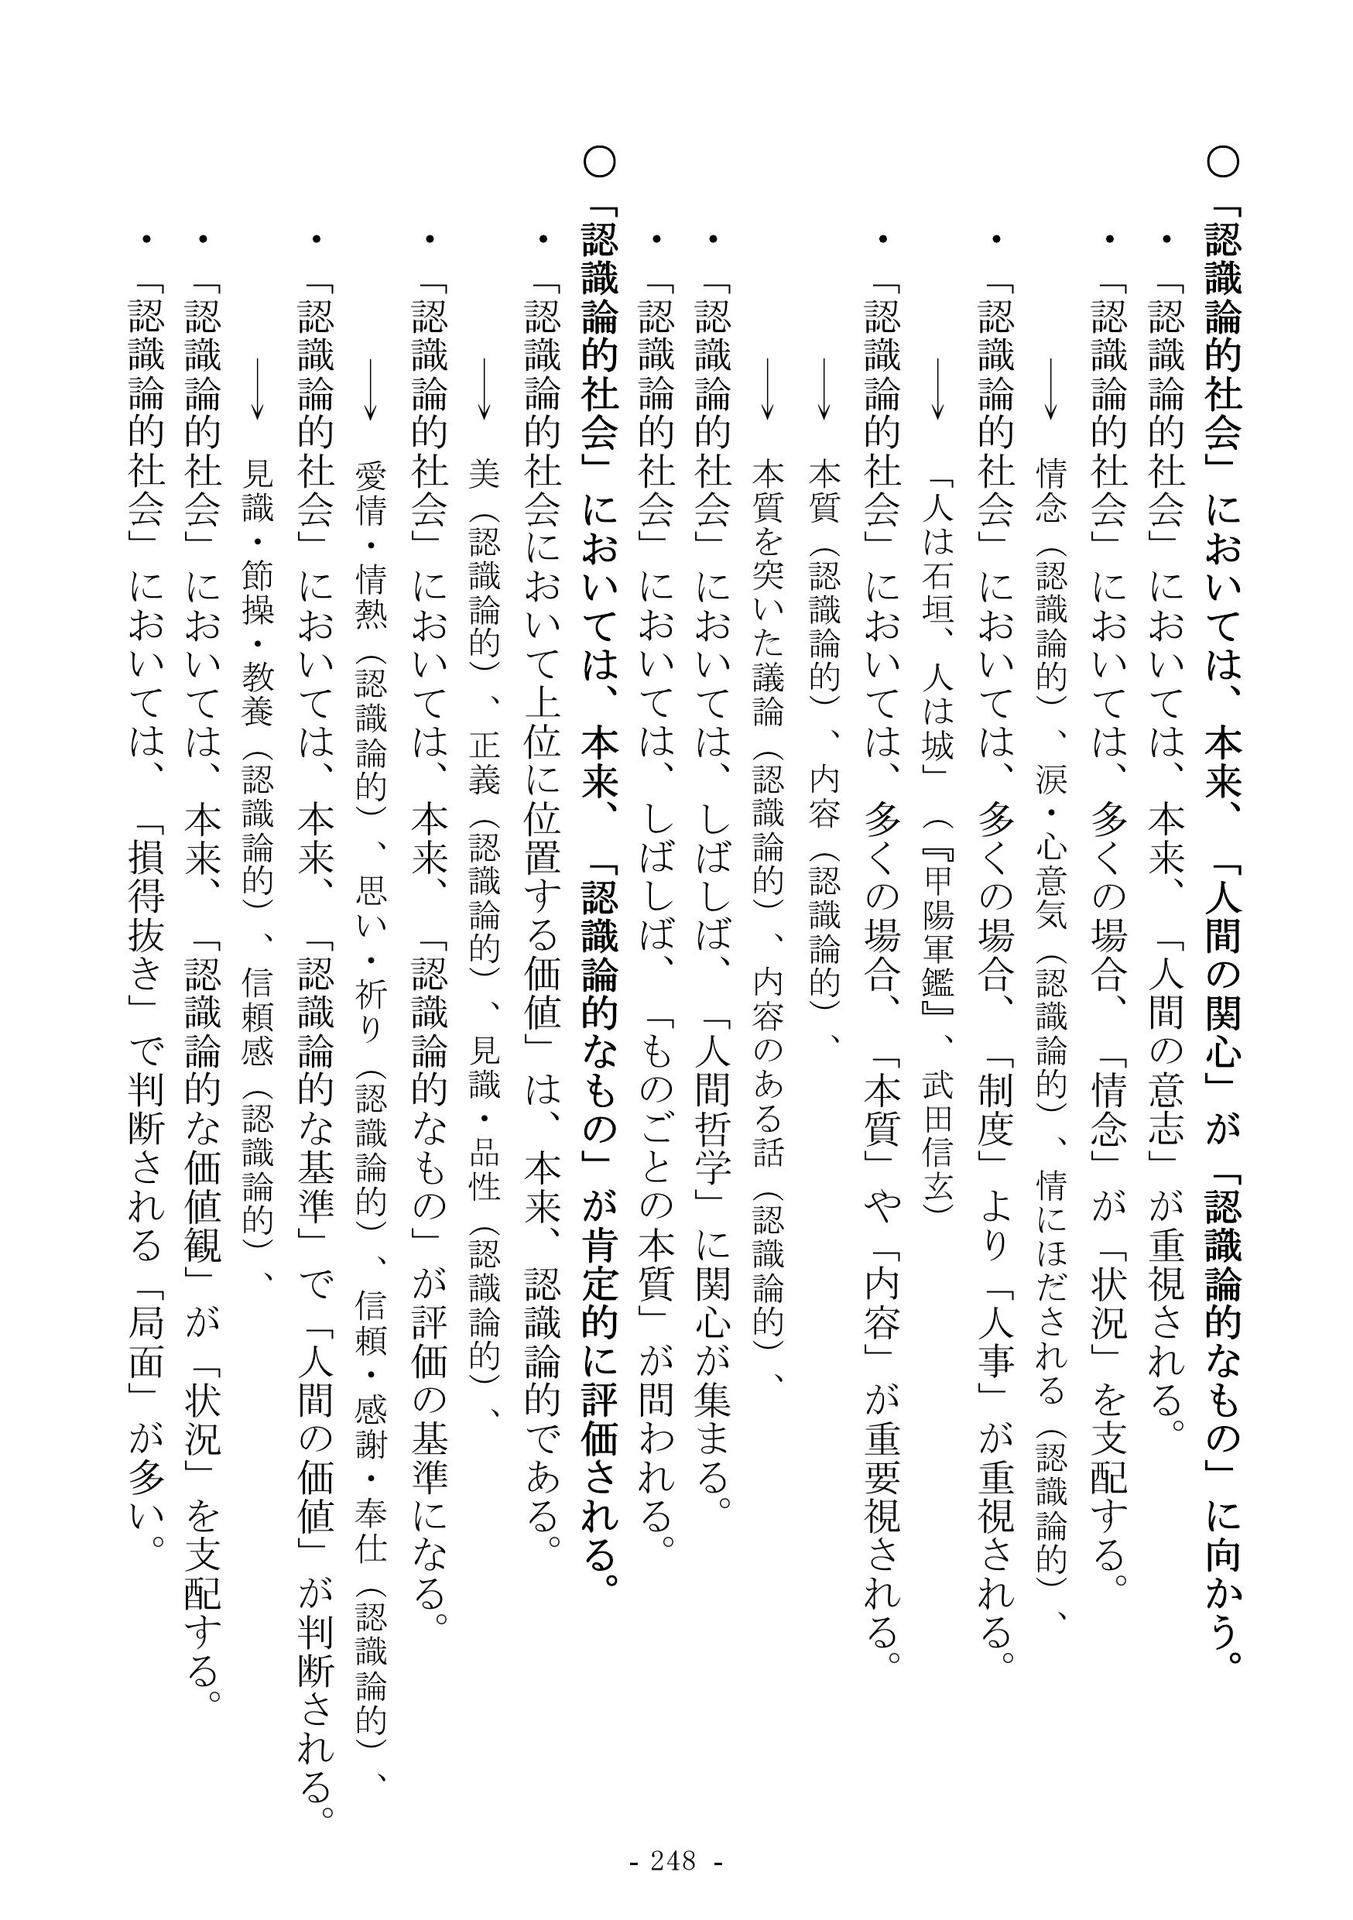 ○「認識論的社会」においては、本来、「人間の関心」が「認識論的なもの」に向かう。
・「認識論的社会」においては、本来、「人間の意志」が重視される。
・「認識論的社会」においては、多くの場合、「情念」が「状況」を支配する。
→ 情念（認識論的）、涙・心意気（認識論的）、情にほだされる（認識論的）、
・「認識論的社会」においては、多くの場合、「制度」より「人事」が重視される。
→ 「人は石垣、人は城」（『甲陽軍鑑』、武田信玄）
・「認識論的社会」においては、多くの場合、「本質」や「内容」が重要視される。
→ 本質（認識論的）、内容（認識論的）、
→ 本質を突いた議論（認識論的）、内容のある話（認識論的）、
・「認識論的社会」においては、しばしば、「人間哲学」に関心が集まる。
・「認識論的社会」においては、しばしば、「ものごとの本質」が問われる。
○「認識論的社会」においては、本来、「認識論的なもの」が肯定的に評価される。
・「認識論的社会において上位に位置する価値」は、本来、認識論的である。
→ 美（認識論的）、正義（認識論的）、見識・品性（認識論的）、
・「認識論的社会」においては、本来、「認識論的なもの」が評価の基準になる。
→ 愛情・情熱（認識論的）、思い・祈り（認識論的）、信頼・感謝・奉仕（認識論的）、
・「認識論的社会」においては、本来、「認識論的な基準」で「人間の価値」が判断される。
→ 見識・節操・教養（認識論的）、信頼感（認識論的）、
・「認識論的社会」においては、本来、「認識論的な価値観」が「状況」を支配する。
・「認識論的社会」においては、「損得抜き」で判断される「局面」が多い。
- 248 -